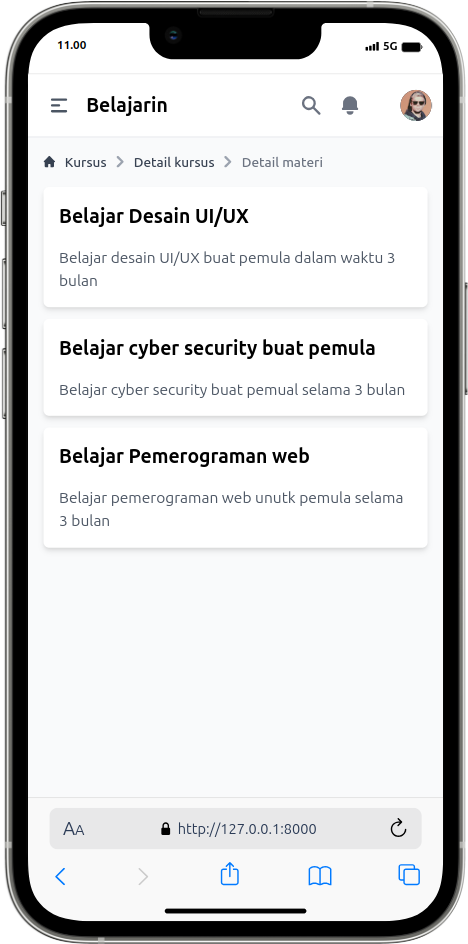 11.00
5G
Belajarin
Kursus Detail kursus Detail materi
Belajar Desain UI/UX
Belajar desain UI/UX buat pemula dalam waktu 3
bulan
Belajar cyber security buat pemula
Belajar cyber security buat pemual selama 3 bulan
Belajar Pemerograman web
Belajar pemerograman web unutk pemula selama
3 bulan
AA http://127.0.0.1:8000